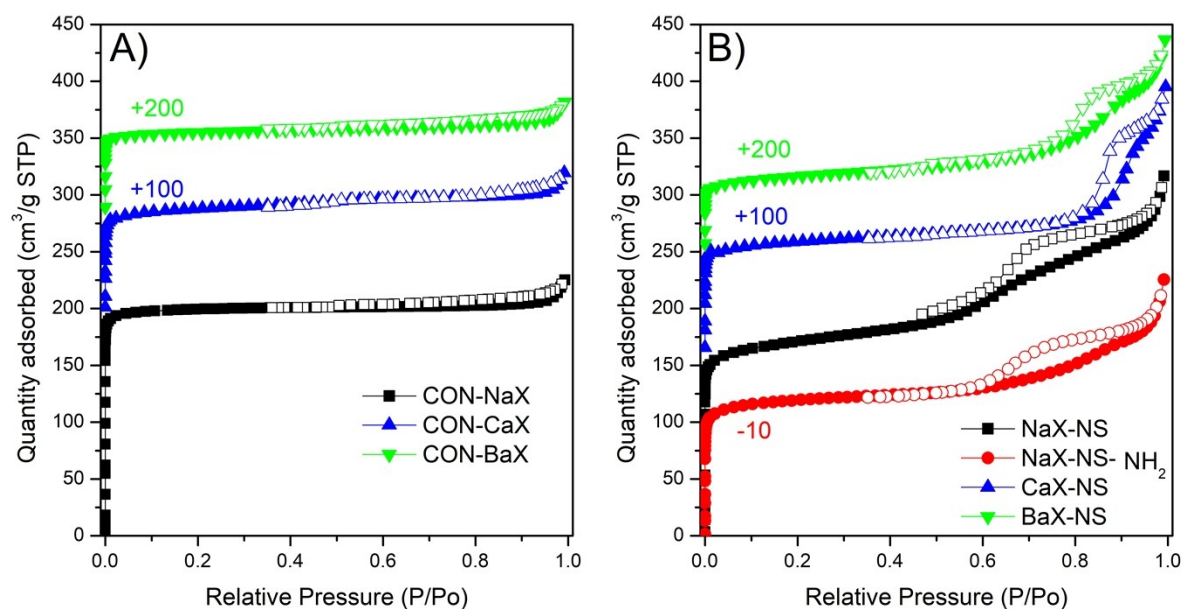 A)
450
400
350
300
250
200
150
100
50
0
Quantity adsorbed (cm³/g STP)
+200
+100
CON-NaX
CON-CaX
CON-BaX
0.0 0.2 0.4 0.6 0.8 1.0
Relative Pressure (P/Po)
B)
450
400
350
300
250
200
150
100
50
0
Quantity adsorbed (cm³/g STP)
+200
+100
-10
NaX-NS
NaX-NS- NH₂
CaX-NS
BaX-NS
0.0 0.2 0.4 0.6 0.8 1.0
Relative Pressure (P/Po)